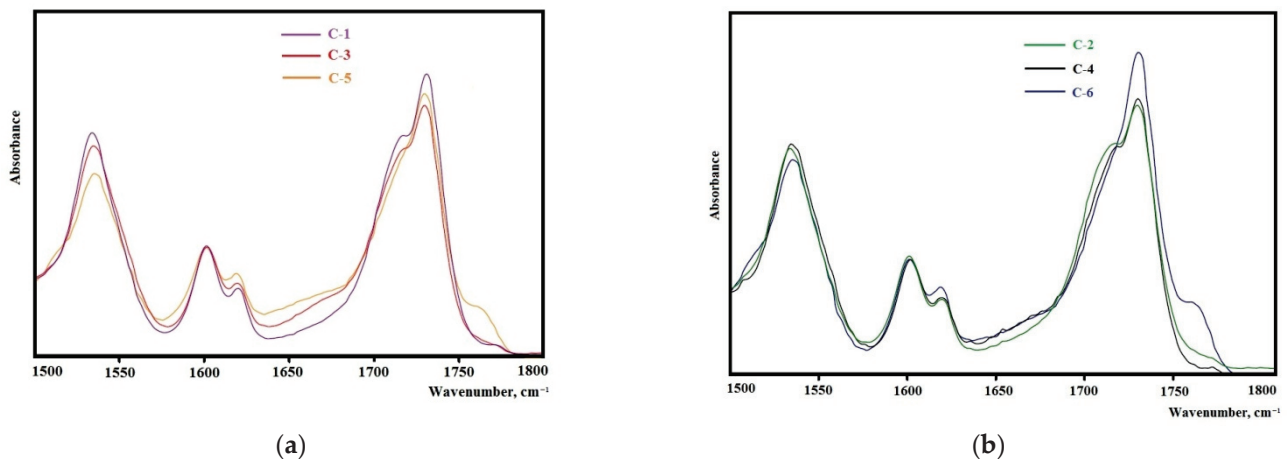 C-1
C-3
C-5
Absorbance
1500 1550 1600 1650 1700 1750 1800
Wavenumber, cm⁻¹
(a)
C-2
C-4
C-6
Absorbance
1500 1550 1600 1650 1700 1750 1800
Wavenumber, cm⁻¹
(b)